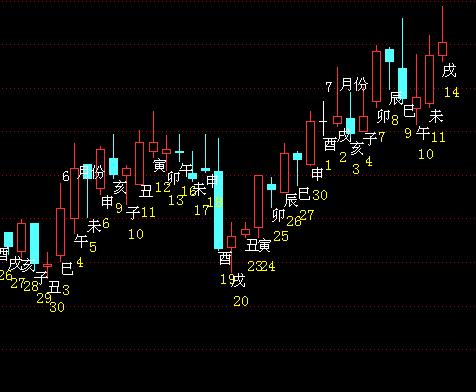 酉
26
戌
27
亥
28
子
29
丑
30
6 月份
巳
3
午
4
未
5
申
6
亥
9
子
10
丑
11
寅
12
卯
13
午
16
未
17
申
18
酉
19
戌
20
丑
23
寅
24
卯
25
辰
26
巳
27
申
30
7 月份
酉
1
戌
2
亥
3
子
4
卯
辰
8
巳
9
午
10
未
11
戌
14